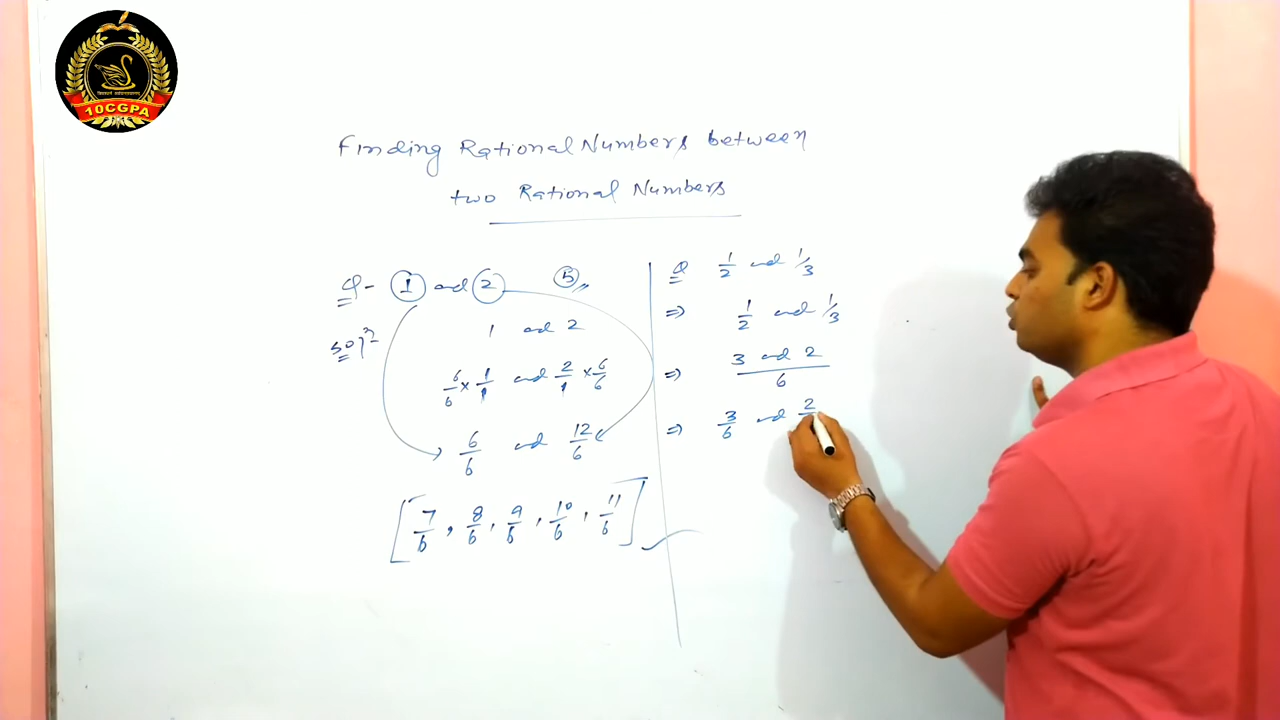 10CGPA
Finding Rational Numbers between
two Rational Numbers
Q- 1 and 2 5
Sol?
1 and 2
6/6 × 1/1 and 2/1 × 6/6
6/6 and 12/6
[7/6, 8/6, 9/6, 10/6, 11/6]
Q 1/2 and 1/3
⇒ 1/2 and 1/3
⇒ 3 and 2 / 6
⇒ 3/6 and 2/